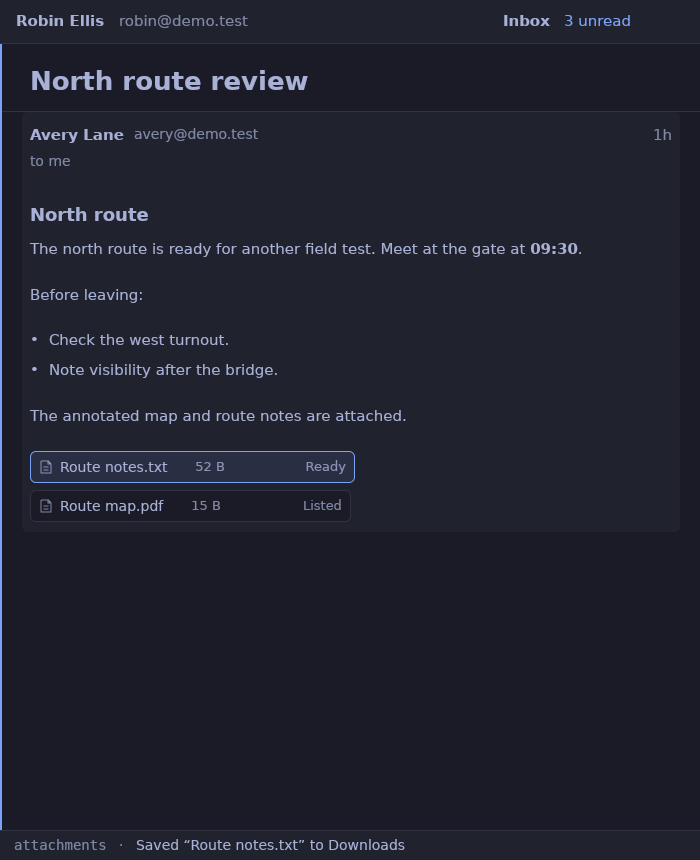 Robin Ellis robin@demo.test Inbox 3 unread
North route review
Avery Lane avery@demo.test 1h
to me
North route
The north route is ready for another field test. Meet at the gate at 09:30.
Before leaving:
• Check the west turnout.
• Note visibility after the bridge.
The annotated map and route notes are attached.
Route notes.txt 52 B Ready
Route map.pdf 15 B Listed
attachments · Saved “Route notes.txt” to Downloads